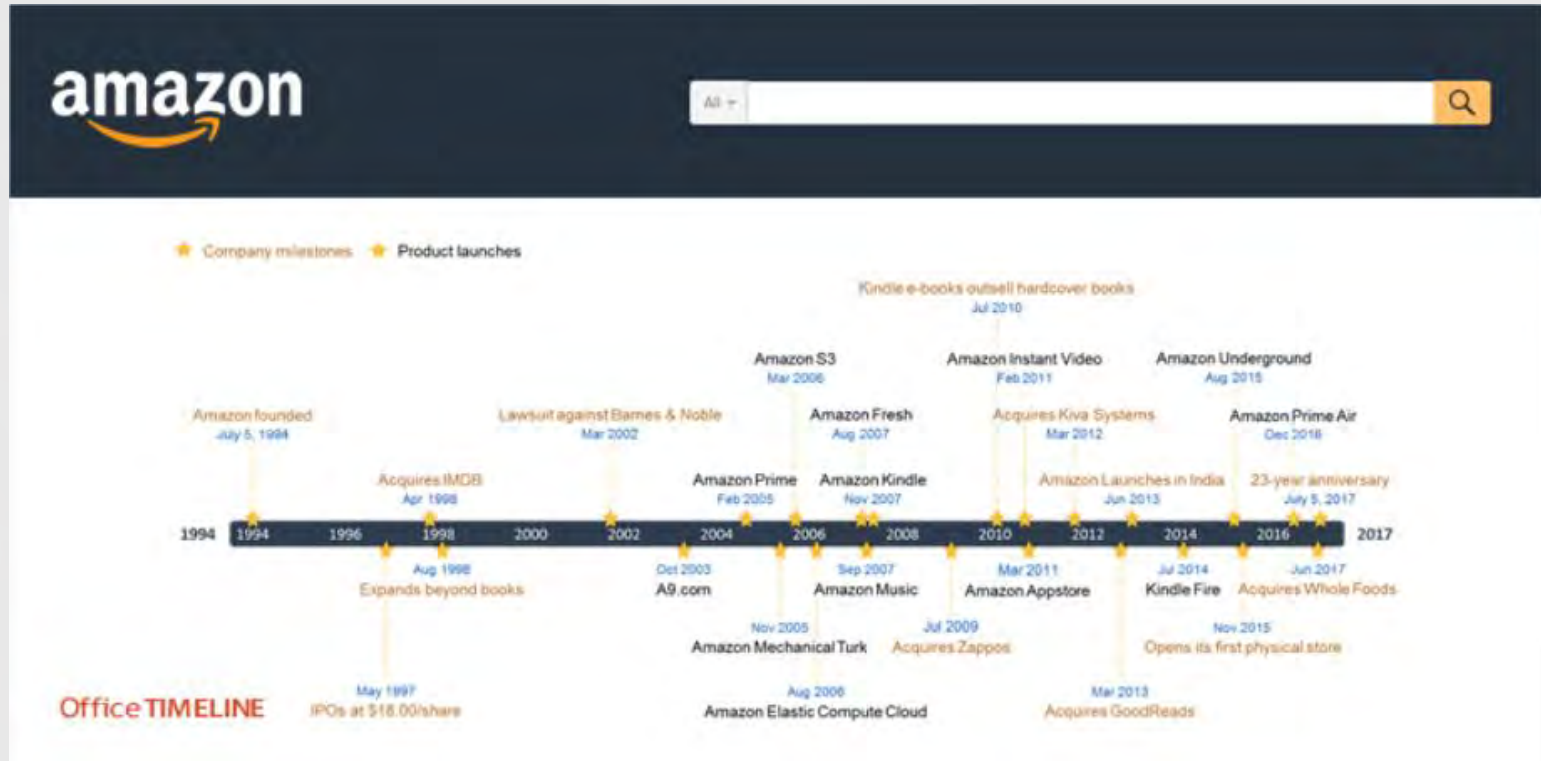 amazon
All
Company milestones
Product launches
Kindle e-books outsell hardcover books
Jul 2010
Amazon S3
Mar 2006
Amazon Instant Video
Feb 2011
Amazon Underground
Aug 2015
Amazon founded
July 5, 1994
Lawsuit against Barnes & Noble
Mar 2002
Amazon Fresh
Aug 2007
Acquires Kiva Systems
Mar 2012
Amazon Prime Air
Dec 2016
Acquires IMDB
Apr 1998
Amazon Prime
Feb 2005
Amazon Kindle
Nov 2007
Amazon Launches in India
Jun 2013
23-year anniversary
July 5, 2017
1994 1994 1996 1998 2000 2002 2004 2006 2008 2010 2012 2014 2016 2017
Aug 1998
Expands beyond books
Oct 2003
A9.com
Sep 2007
Amazon Music
Mar 2011
Amazon Appstore
Jul 2014
Kindle Fire
Jun 2017
Acquires Whole Foods
Nov 2005
Amazon Mechanical Turk
Jul 2009
Acquires Zappos
Nov 2015
Opens its first physical store
May 1997
IPOs at $18.00/share
Aug 2006
Amazon Elastic Compute Cloud
Mar 2013
Acquires GoodReads
Office TIMELINE